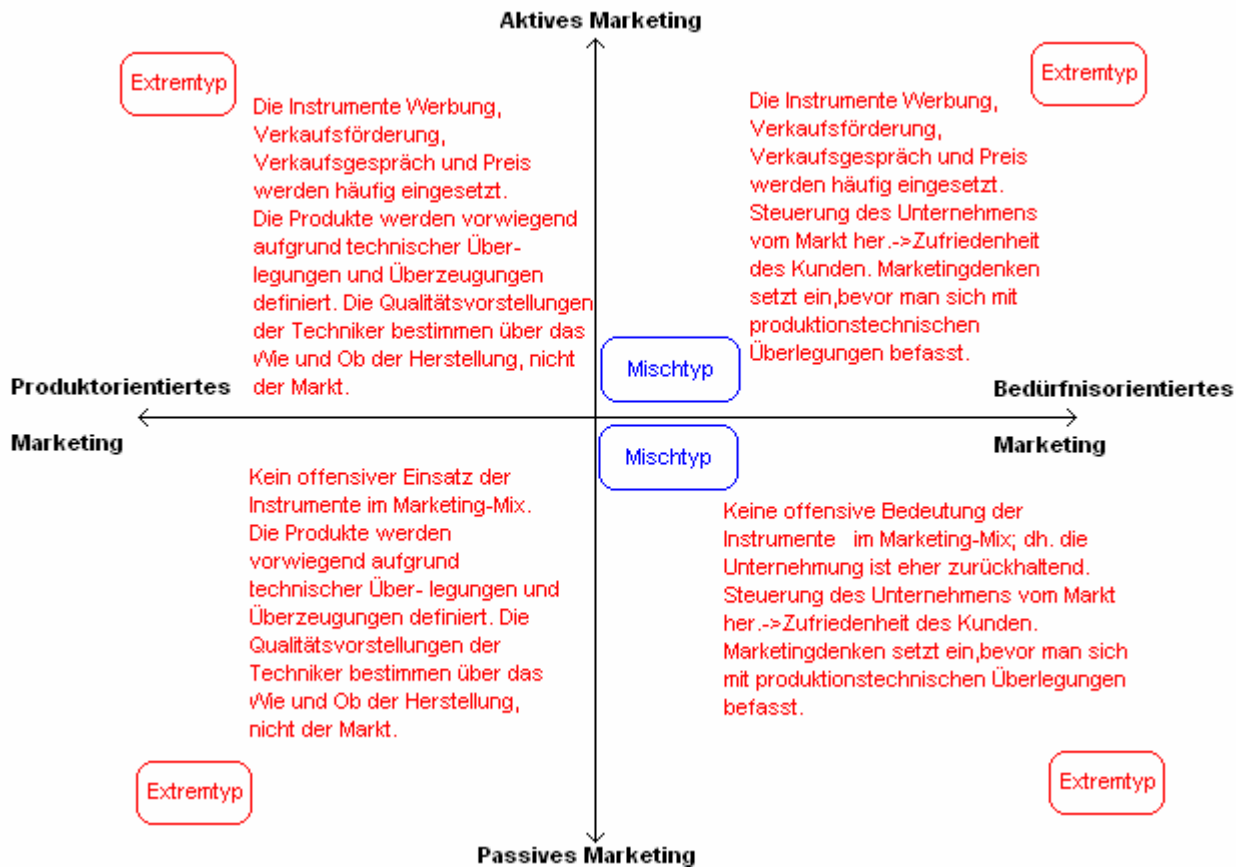 Aktives Marketing
Extremtyp
Die Instrumente Werbung,
Verkaufsförderung,
Verkaufsgespräch und Preis
werden häufig eingesetzt.
Die Produkte werden vorwiegend
aufgrund technischer Über-
legungen und Überzeugungen
definiert. Die Qualitätsvorstellungen
der Techniker bestimmen über das
Wie und Ob der Herstellung, nicht
der Markt.
Extremtyp
Die Instrumente Werbung,
Verkaufsförderung,
Verkaufsgespräch und Preis
werden häufig eingesetzt.
Steuerung des Unternehmens
vom Markt her.->Zufriedenheit
des Kunden. Marketingdenken
setzt ein,bevor man sich mit
produktionstechnischen
Überlegungen befasst.
Mischtyp
Produktorientiertes
Marketing
Bedürfnisorientiertes
Marketing
Mischtyp
Kein offensiver Einsatz der
Instrumente im Marketing-Mix.
Die Produkte werden
vorwiegend aufgrund
technischer Über- legungen und
Überzeugungen definiert. Die
Qualitätsvorstellungen der
Techniker bestimmen über das
Wie und Ob der Herstellung,
nicht der Markt.
Extremtyp
Keine offensive Bedeutung der
Instrumente im Marketing-Mix; dh. die
Unternehmung ist eher zurückhaltend.
Steuerung des Unternehmens vom Markt
her.->Zufriedenheit des Kunden.
Marketingdenken setzt ein,bevor man sich
mit produktionstechnischen Überlegungen
befasst.
Extremtyp
Passives Marketing